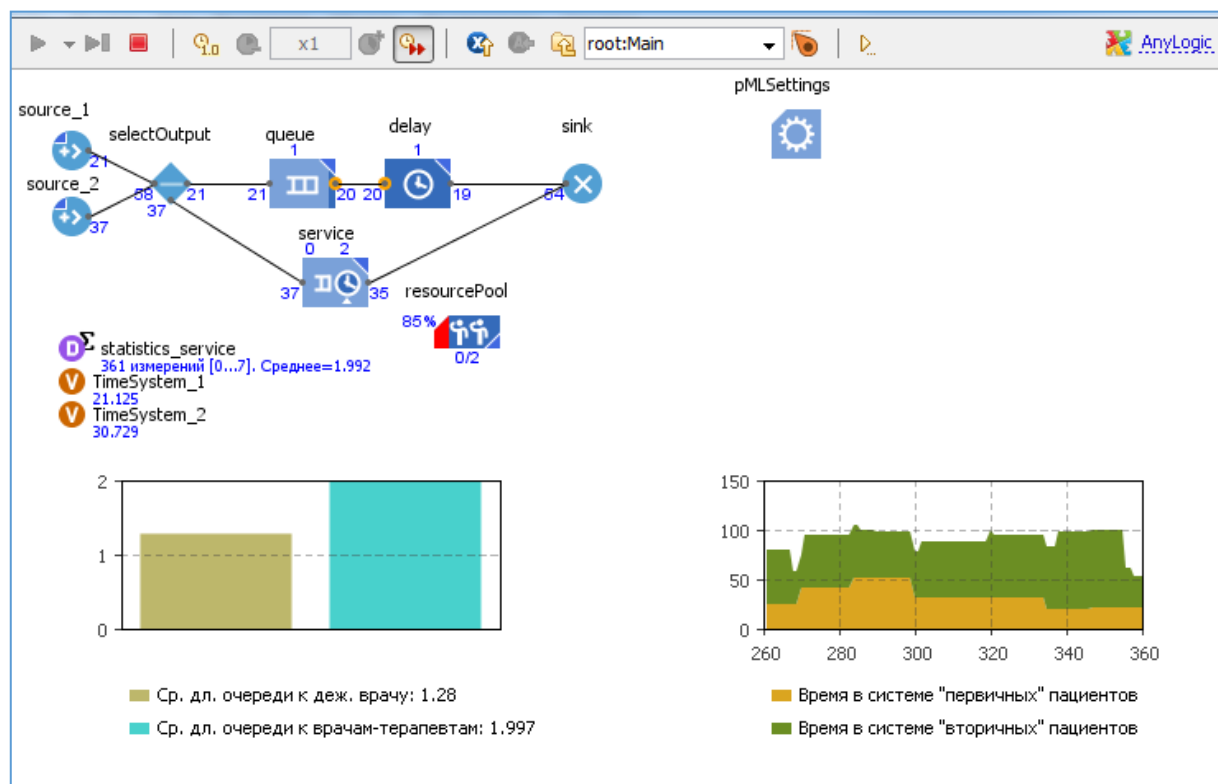 1.0 x1 root:Main AnyLogic
pMLSettings
source_1
selectOutput queue delay sink
1 1
21
source_2
58 21 21 20 20 19 54
37
37
service
0 2
37 35 resourcePool
85%
0/2
Σ
D statistics_service
361 измерений [0...7]. Среднее=1.992
V TimeSystem_1
21.125
V TimeSystem_2
30.729
2
1
0
Ср. дл. очереди к деж. врачу: 1.28
Ср. дл. очереди к врачам-терапевтам: 1.997
150
100
50
0
260 280 300 320 340 360
Время в системе "первичных" пациентов
Время в системе "вторичных" пациентов